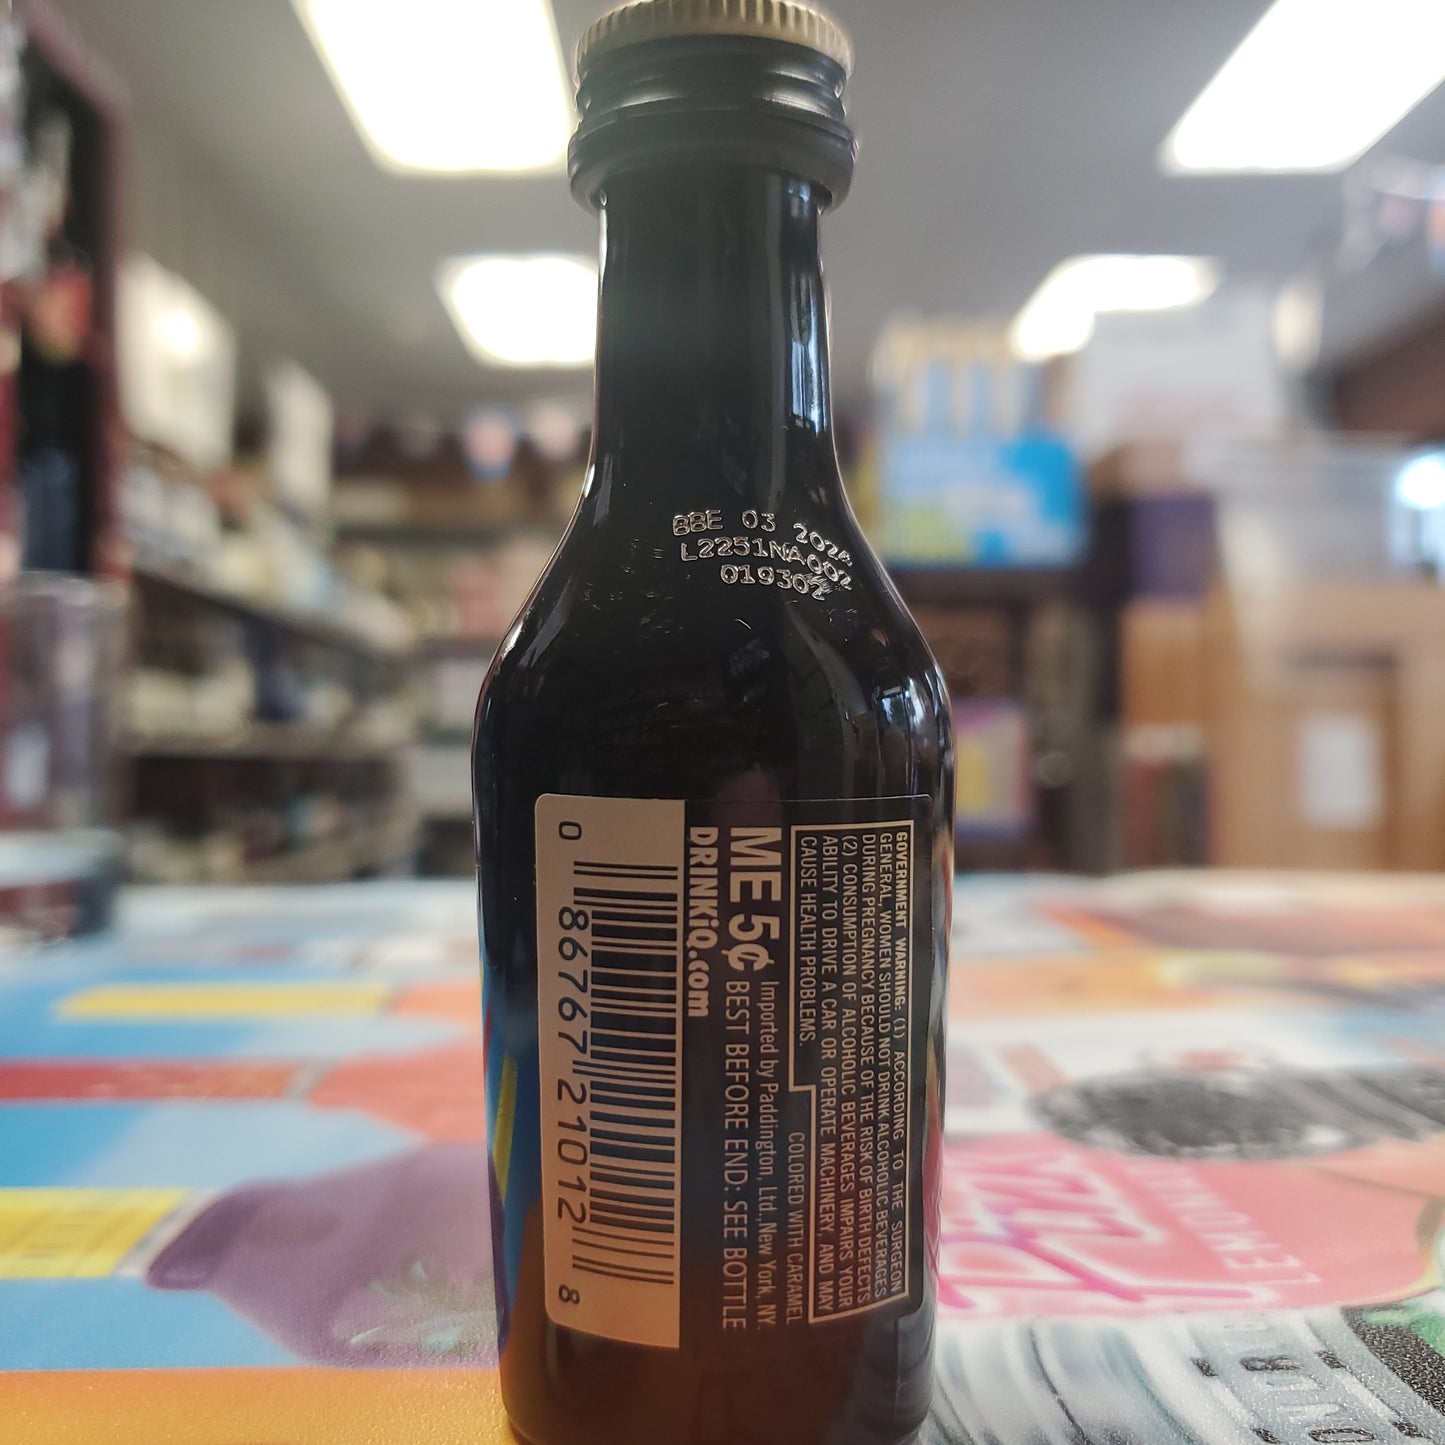 BBE 03 2024
L2251NA002
019302
GOVERNMENT WARNING: (1) ACCORDING TO THE SURGEON
GENERAL, WOMEN SHOULD NOT DRINK ALCOHOLIC BEVERAGES
DURING PREGNANCY BECAUSE OF THE RISK OF BIRTH DEFECTS
(2) CONSUMPTION OF ALCOHOLIC BEVERAGES IMPAIRS YOUR
ABILITY TO DRIVE A CAR OR OPERATE MACHINERY, AND MAY
CAUSE HEALTH PROBLEMS.
COLORED WITH CARAMEL
ME 5¢ Imported by Paddington, Ltd. New York, NY.
BEST BEFORE END: SEE BOTTLE
DRINKiQ.com
0 86767 21012 8
LEMON